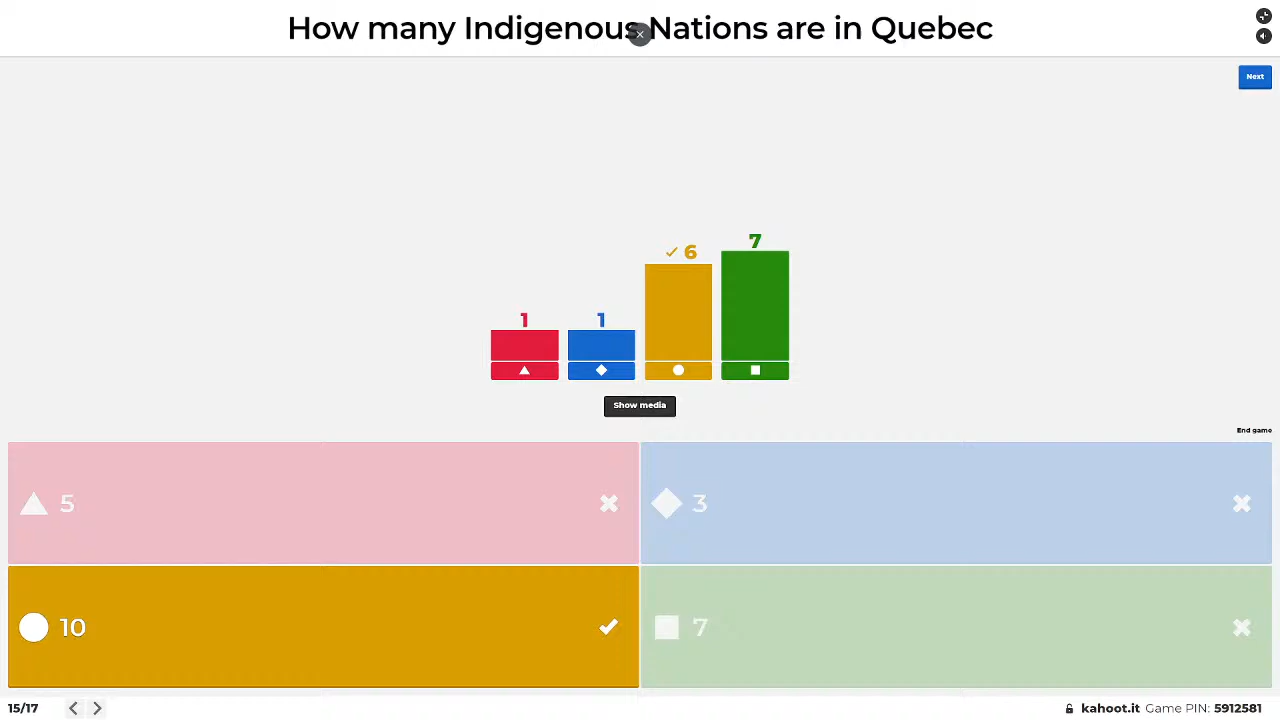 How many Indigenous Nations are in Quebec
Next
1
1
6
7
Show media
End game
5
3
10
7
15/17
kahoot.it Game PIN: 5912581